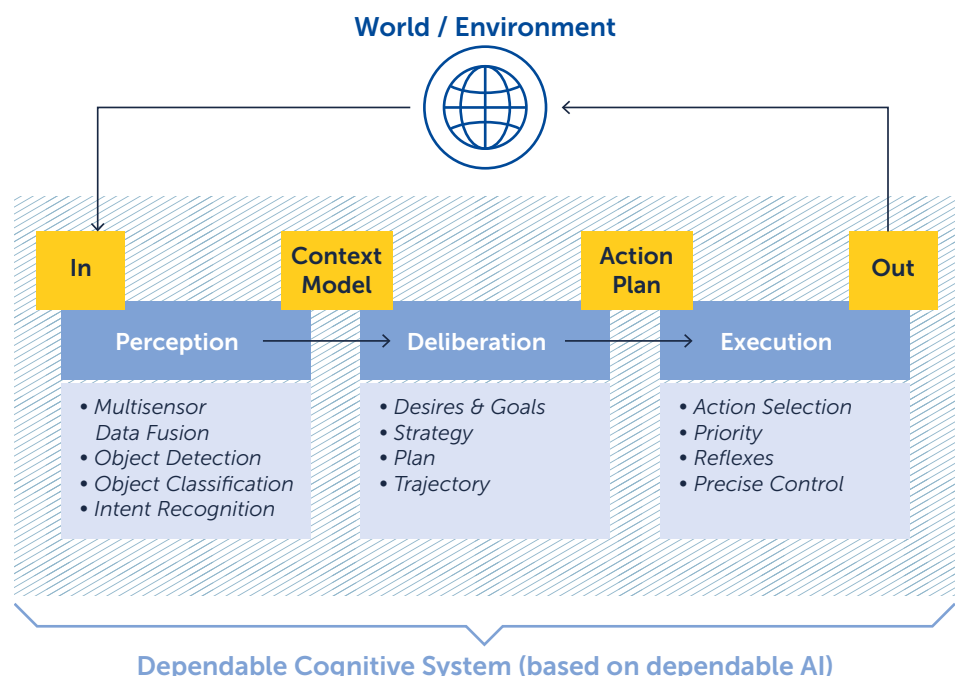 World / Environment
In
Context
Model
Action
Plan
Out
Perception
Deliberation
Execution
• Multisensor
Data Fusion
• Object Detection
• Object Classification
• Intent Recognition
• Desires & Goals
• Strategy
• Plan
• Trajectory
• Action Selection
• Priority
• Reflexes
• Precise Control
Dependable Cognitive System (based on dependable AI)